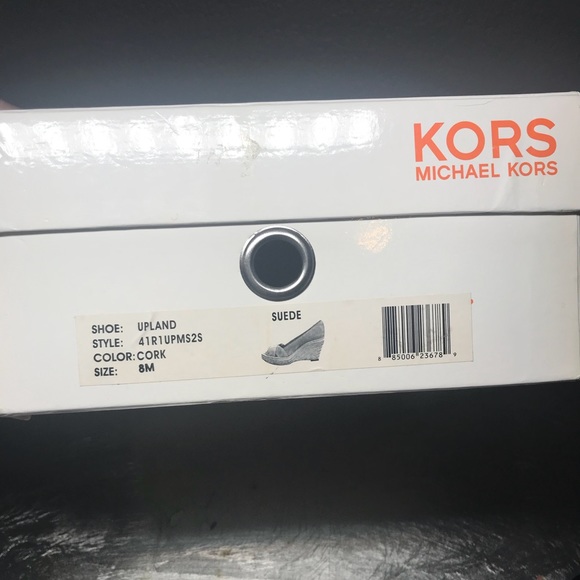 KORS
MICHAEL KORS
SHOE: UPLAND
STYLE: 41R1UPMS2S
COLOR: CORK
SIZE: 8M
SUEDE
8 85006 23678 9